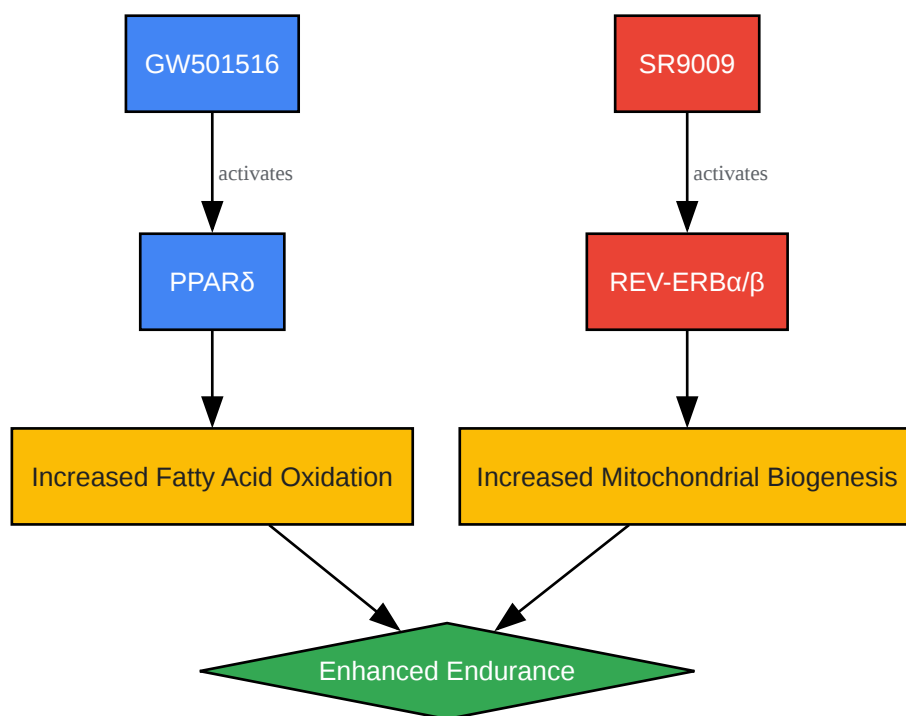 GW501516
SR9009
activates
activates
PPARδ
REV-ERBα/β
Increased Fatty Acid Oxidation
Increased Mitochondrial Biogenesis
Enhanced Endurance